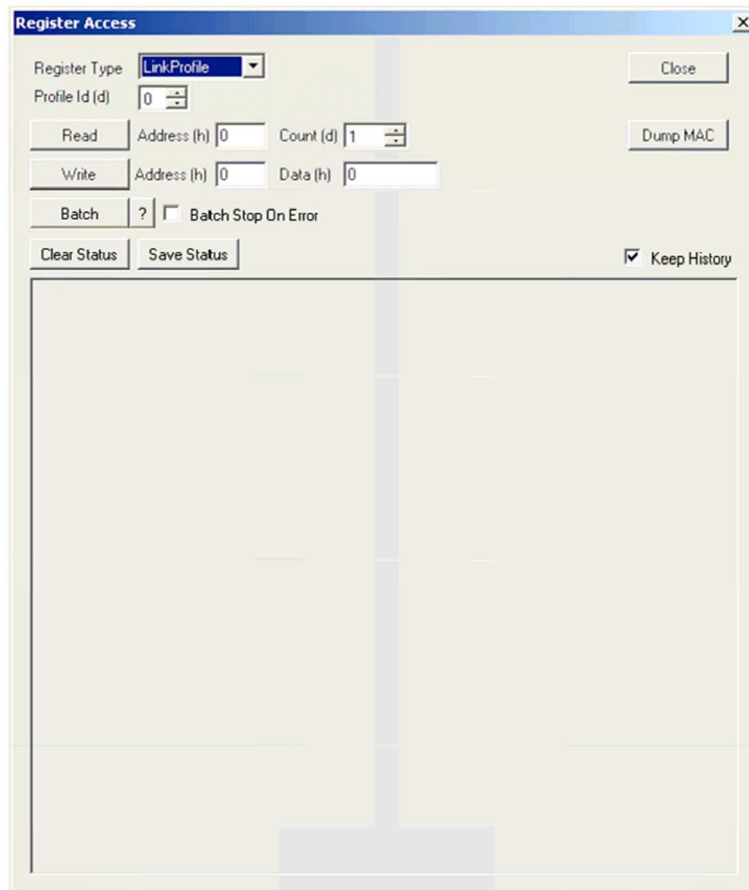 Register Access
Register Type LinkProfile Close
Profile Id (d) 0
Read Address (h) 0 Count (d) 1 Dump MAC
Write Address (h) 0 Data (h) 0
Batch ? Batch Stop On Error
Clear Status Save Status Keep History